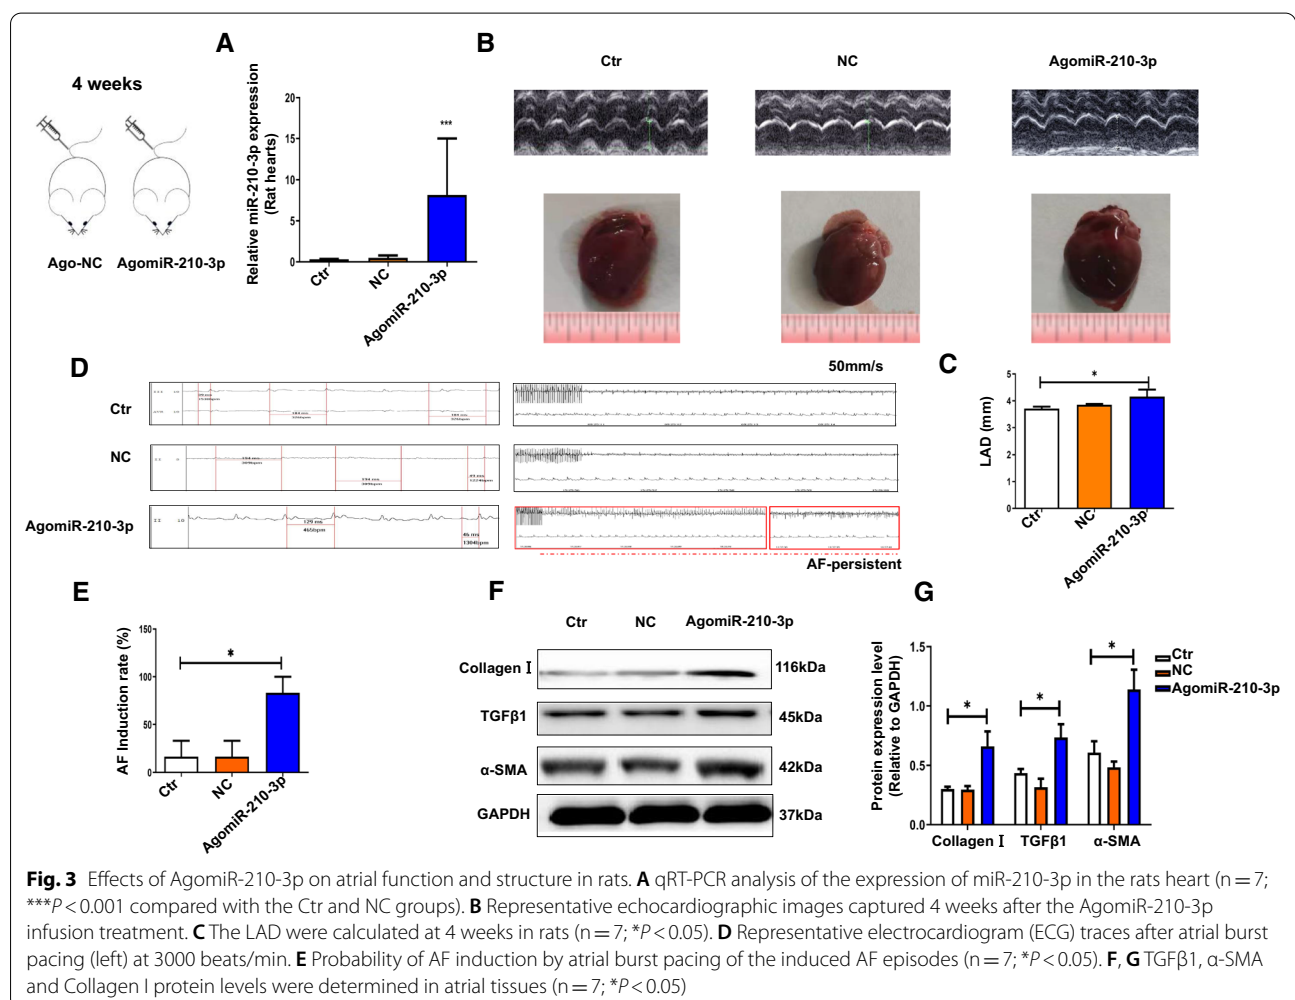 A
B
4 weeks
Ago-NC AgomiR-210-3p
Relative miR-210-3p expression
(Rat hearts)
20
15
10
5
0
***
Ctr
NC
AgomiR-210-3p
Ctr NC AgomiR-210-3p
D
50mm/s
Ctr
NC
AgomiR-210-3p
129 ms
465bpm
46 ms
1304bpm
AF-persistent
C
LAD (mm)
5
4
3
2
1
0
*
Ctr
NC
AgomiR-210-3p
E
AF Induction rate (%)
150
100
50
0
*
Ctr
NC
AgomiR-210-3p
F
Ctr NC AgomiR-210-3p
Collagen I 116kDa
TGFβ1 45kDa
α-SMA 42kDa
GAPDH 37kDa
G
Protein expression level
(Relative to GAPDH)
1.5
1.0
0.5
0.0
* * *
Ctr
NC
AgomiR-210-3p
Collagen I TGFβ1 α-SMA
Fig. 3 Effects of AgomiR-210-3p on atrial function and structure in rats. A qRT-PCR analysis of the expression of miR-210-3p in the rats heart (n = 7;
***P < 0.001 compared with the Ctr and NC groups). B Representative echocardiographic images captured 4 weeks after the AgomiR-210-3p
infusion treatment. C The LAD were calculated at 4 weeks in rats (n = 7; *P < 0.05). D Representative electrocardiogram (ECG) traces after atrial burst
pacing (left) at 3000 beats/min. E Probability of AF induction by atrial burst pacing of the induced AF episodes (n = 7; *P < 0.05). F, G TGFβ1, α-SMA
and Collagen I protein levels were determined in atrial tissues (n = 7; *P < 0.05)